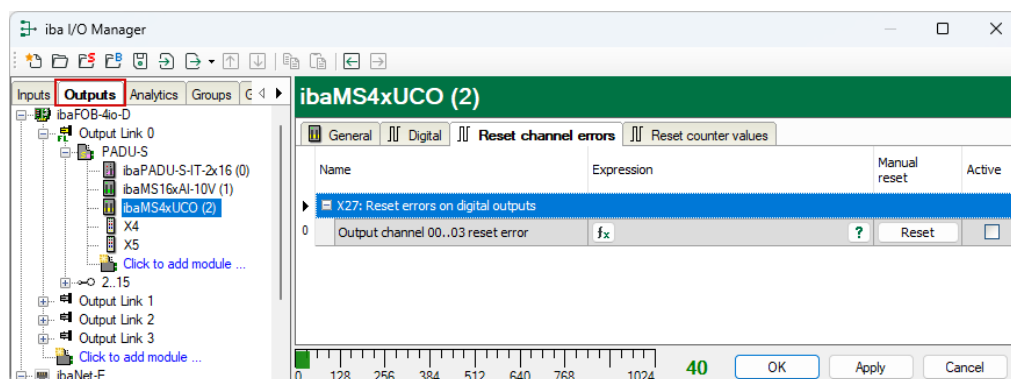 iba I/O Manager
Inputs Outputs Analytics Groups G
ibaMS4xUCO (2)
ibaFOB-4io-D
Output Link 0
PADU-S
ibaPADU-S-IT-2x16 (0)
ibaMS16xAI-10V (1)
ibaMS4xUCO (2)
X4
X5
Click to add module ...
2..15
Output Link 1
Output Link 2
Output Link 3
Click to add module ...
ibaNet-E
General Digital Reset channel errors Reset counter values
Name Expression Manual reset Active
X27: Reset errors on digital outputs
0 Output channel 00..03 reset error fx ? Reset
0 128 256 384 512 640 768 1024
40 OK Apply Cancel